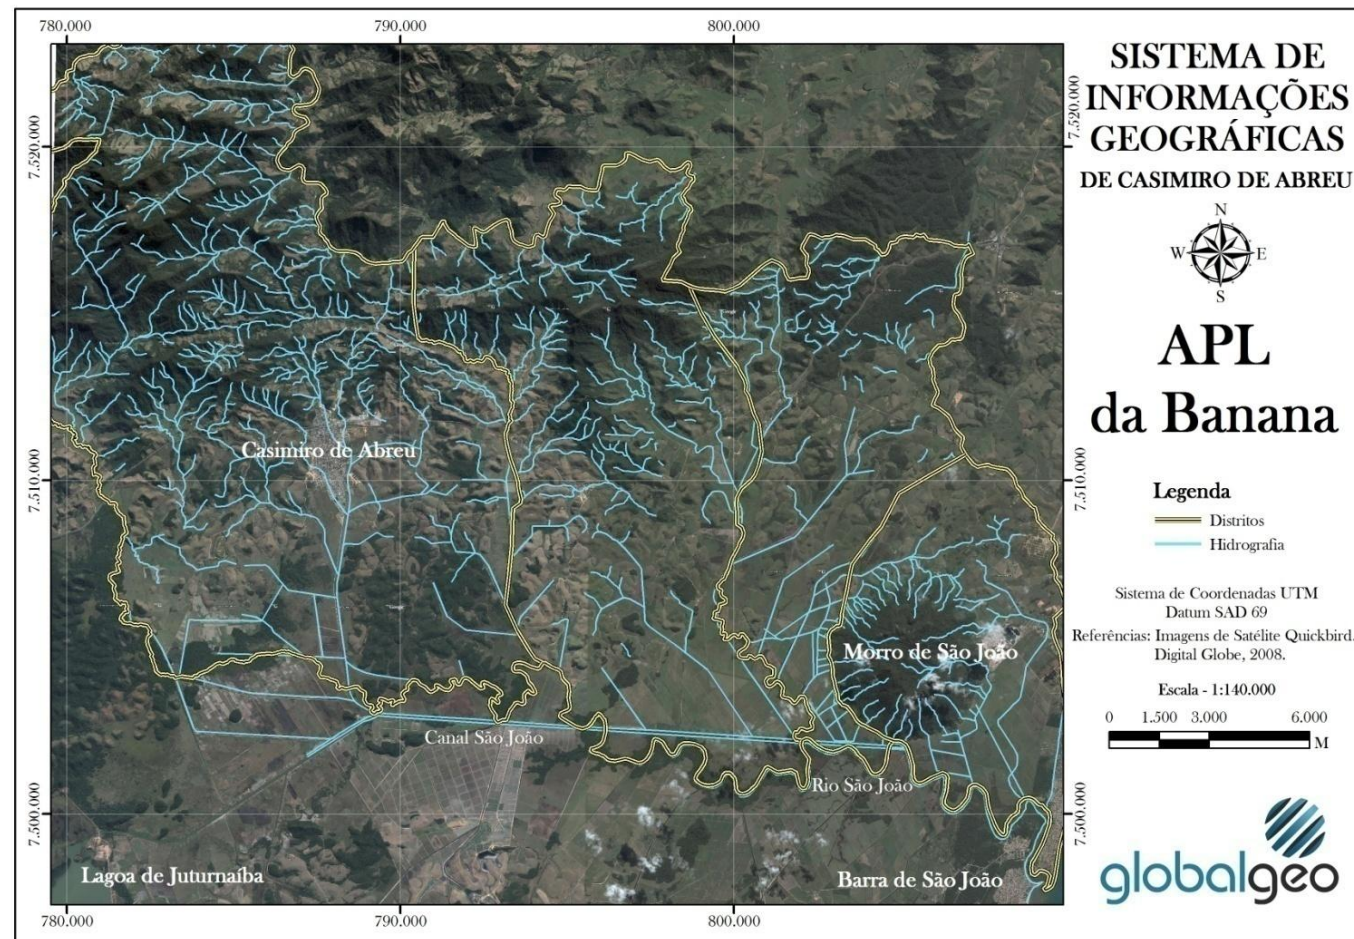 780.000
790.000
800.000
7.520.000
7.510.000
7.500.000
7.520.000
7.510.000
7.500.000
780.000
790.000
800.000
Casimiro de Abreu
Morro de São João
Canal São João
Rio São João
Lagoa de Juturnaíba
Barra de São João
SISTEMA DE
INFORMAÇÕES
GEOGRÁFICAS
DE CASIMIRO DE ABREU
N
W
E
S
APL
da Banana
Legenda
Distritos
Hidrografia
Sistema de Coordenadas UTM
Datum SAD 69
Referências: Imagens de Satélite Quickbird.
Digital Globe, 2008.
Escala - 1:140.000
0 1.500 3.000 6.000
M
globalgeo